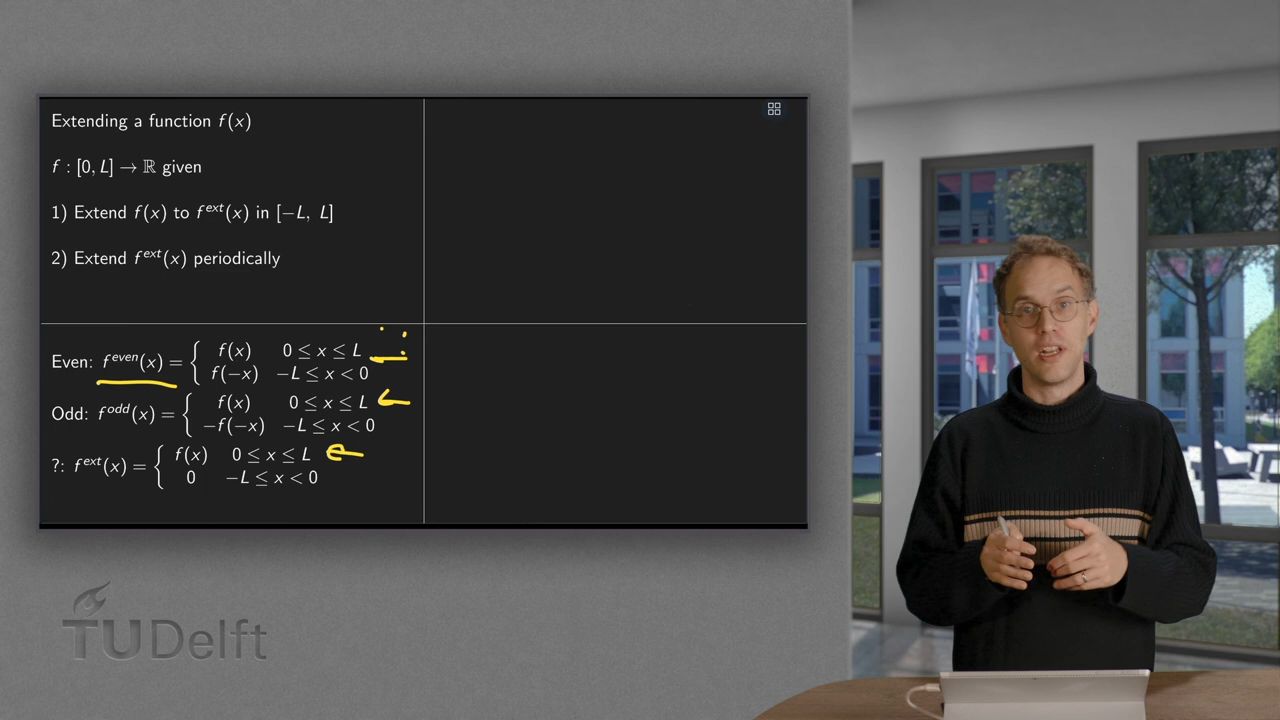 Extending a function f(x)
f : [0, L] → ℝ given
1) Extend f(x) to f^{ext}(x) in [−L, L]
2) Extend f^{ext}(x) periodically
Even: f^{even}(x) = { f(x) 0 ≤ x ≤ L
f(−x) −L ≤ x < 0
Odd: f^{odd}(x) = { f(x) 0 ≤ x ≤ L
−f(−x) −L ≤ x < 0
?: f^{ext}(x) = { f(x) 0 ≤ x ≤ L
0 −L ≤ x < 0
TUDelft